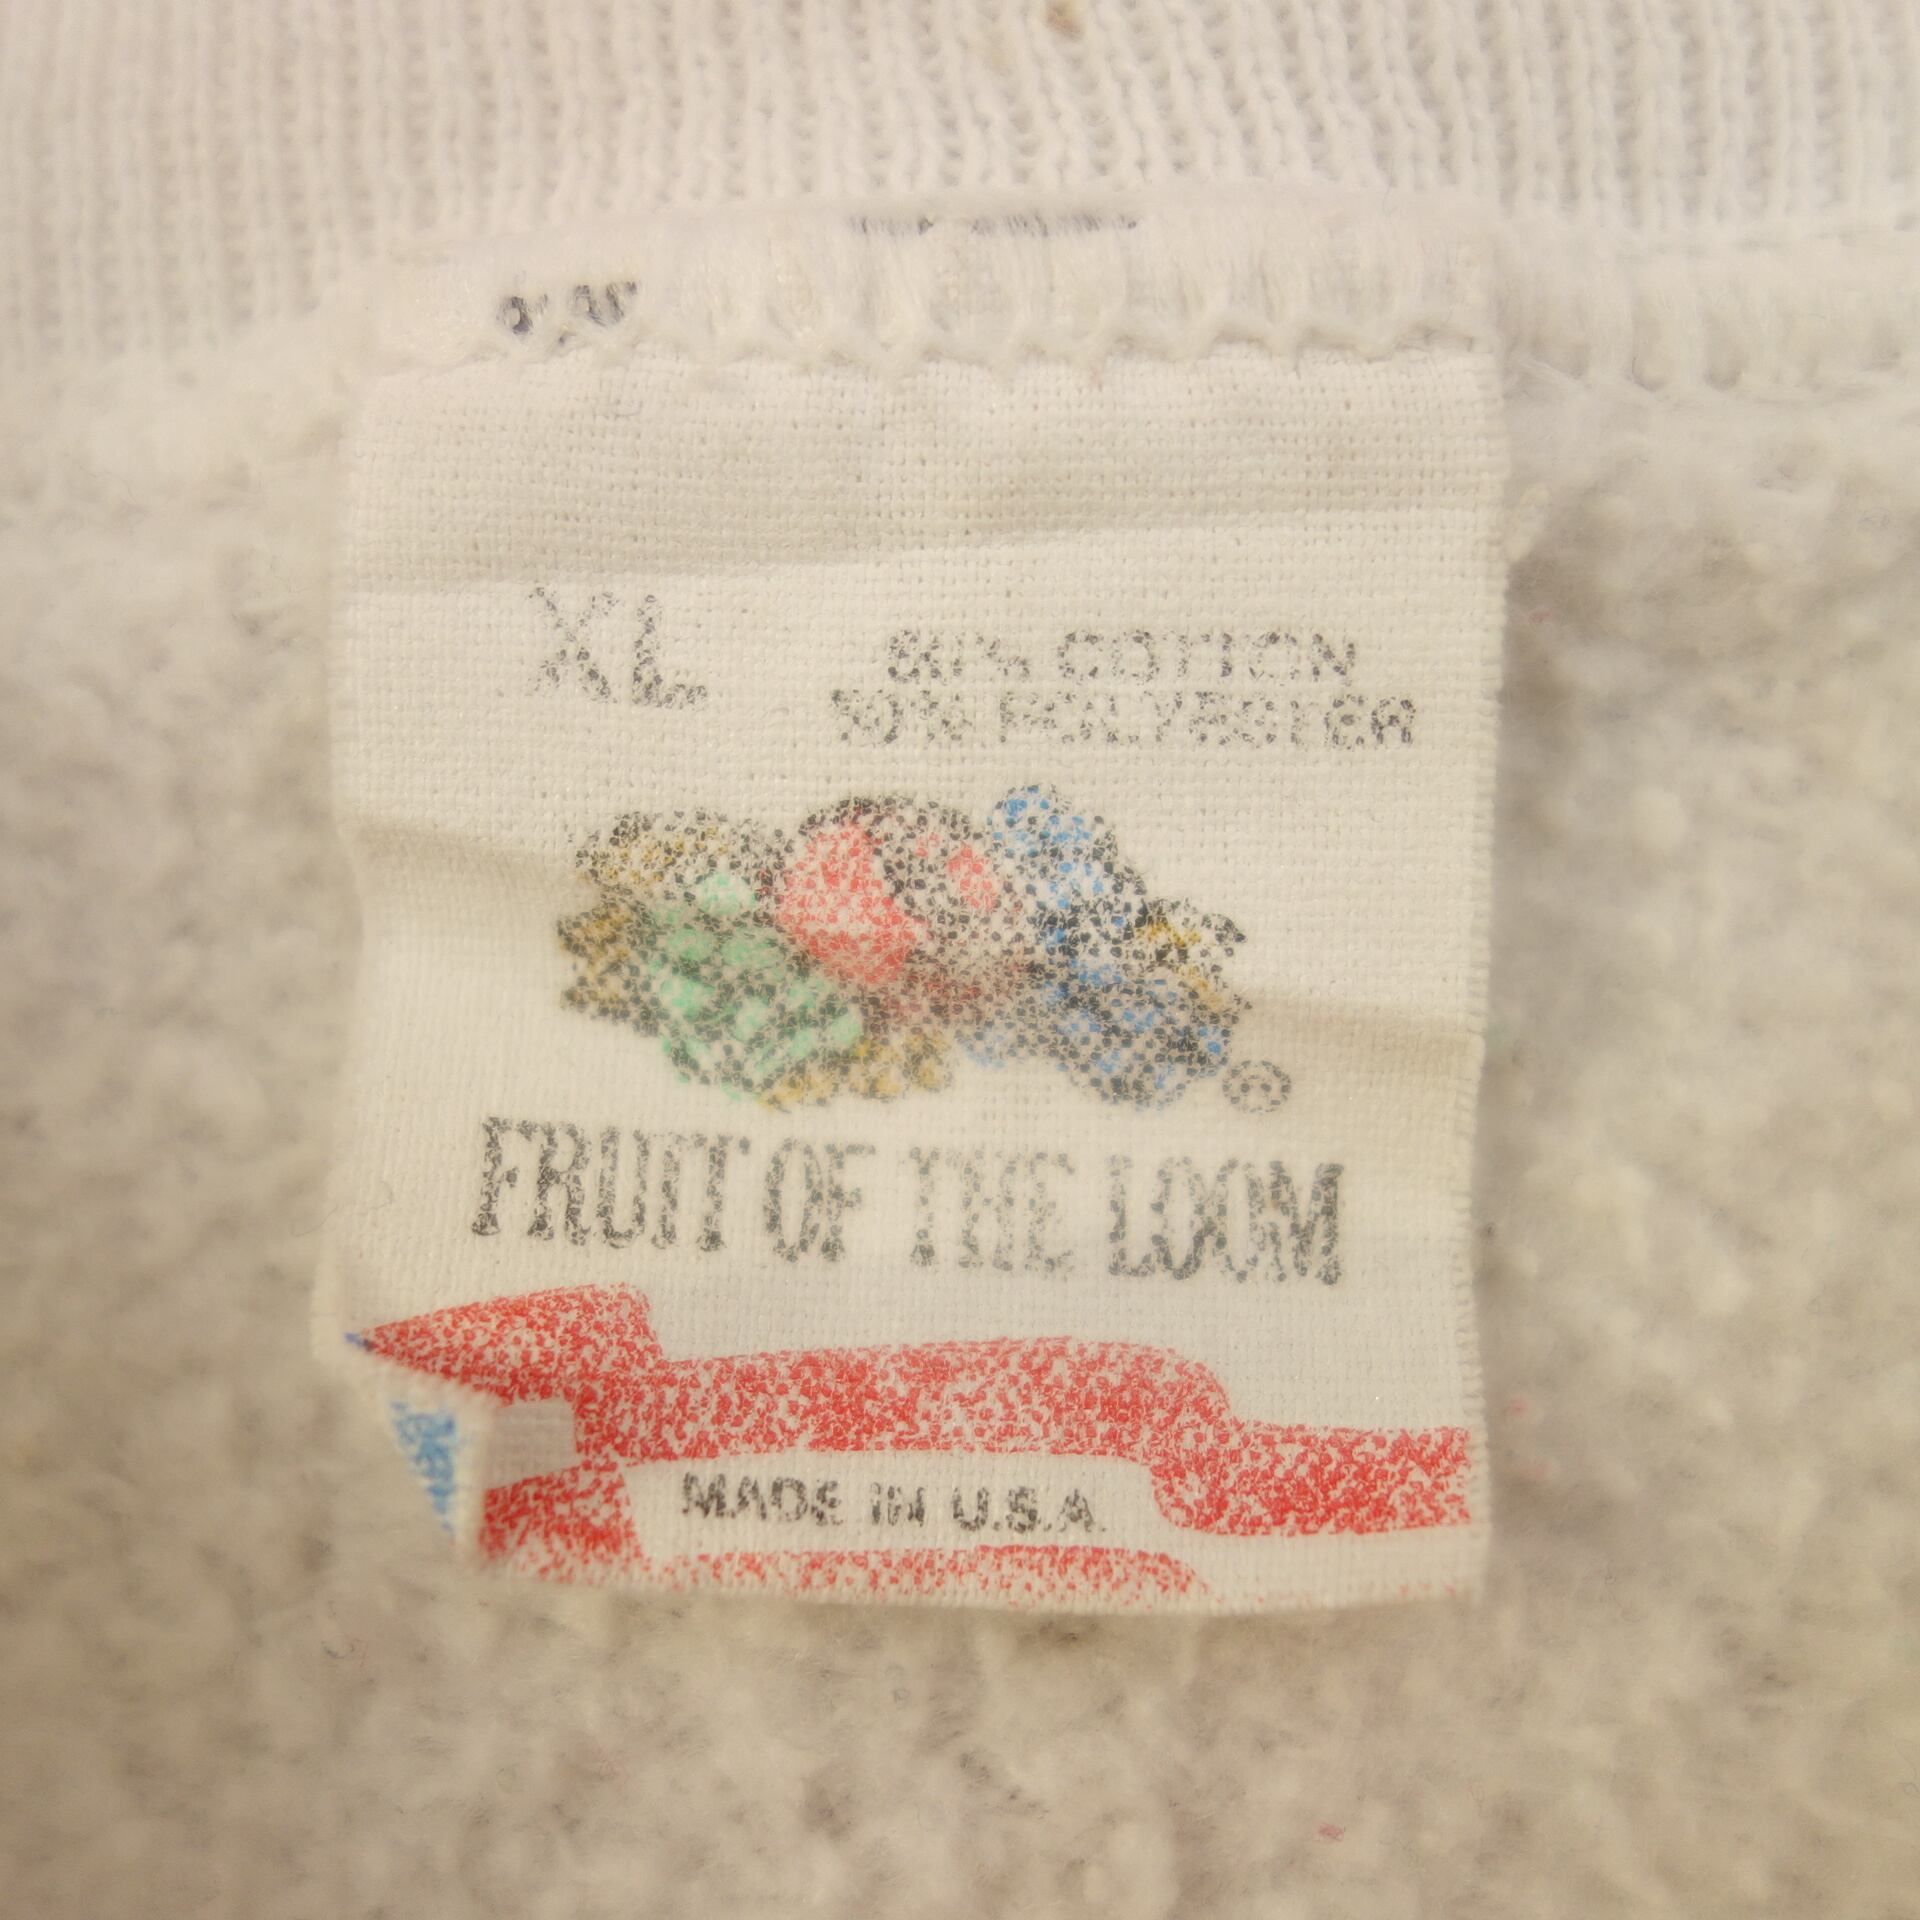 XL
COTTON
POLYESTER
®
FRUIT OF THE LOOM
MADE IN U.S.A.